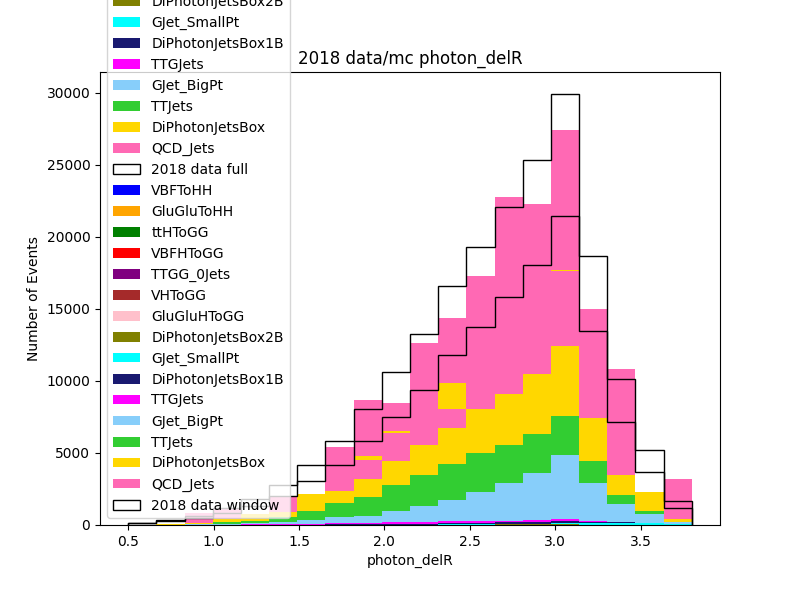 DiPhotonJetsBox2B
GJet_SmallPt
DiPhotonJetsBox1B
TTGJets
GJet_BigPt
TTJets
DiPhotonJetsBox
QCD_Jets
2018 data full
VBFToHH
GluGluToHH
ttHToGG
VBFHToGG
TTGG_0Jets
VHToGG
GluGluHToGG
DiPhotonJetsBox2B
GJet_SmallPt
DiPhotonJetsBox1B
TTGJets
GJet_BigPt
TTJets
DiPhotonJetsBox
QCD_Jets
2018 data window
2018 data/mc photon_delR
Number of Events
30000
25000
20000
15000
10000
5000
0
0.5 1.0 1.5 2.0 2.5 3.0 3.5
photon_delR